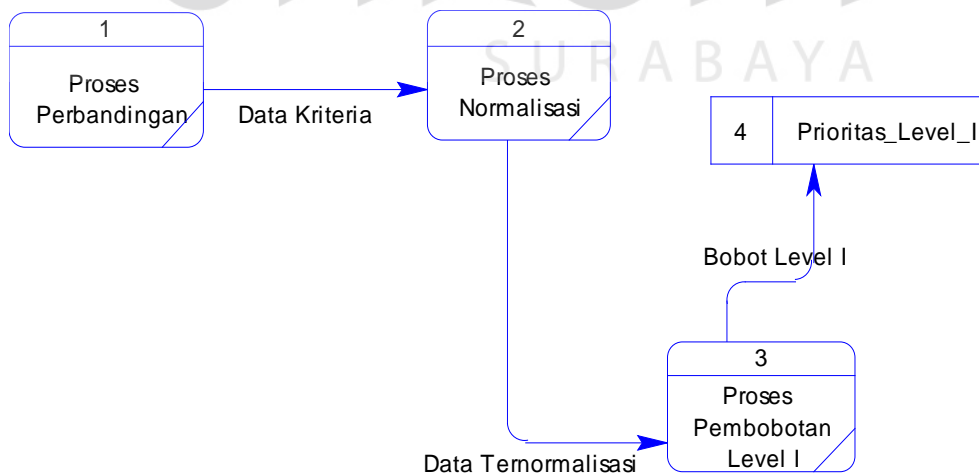 1
Proses
Perbandingan
Data Kriteria
2
Proses
Normalisasi
SURABAYA
4
Prioritas_Level_I
Bobot Level I
3
Proses
Pembobotan
Level I
Data Ternormalisasi